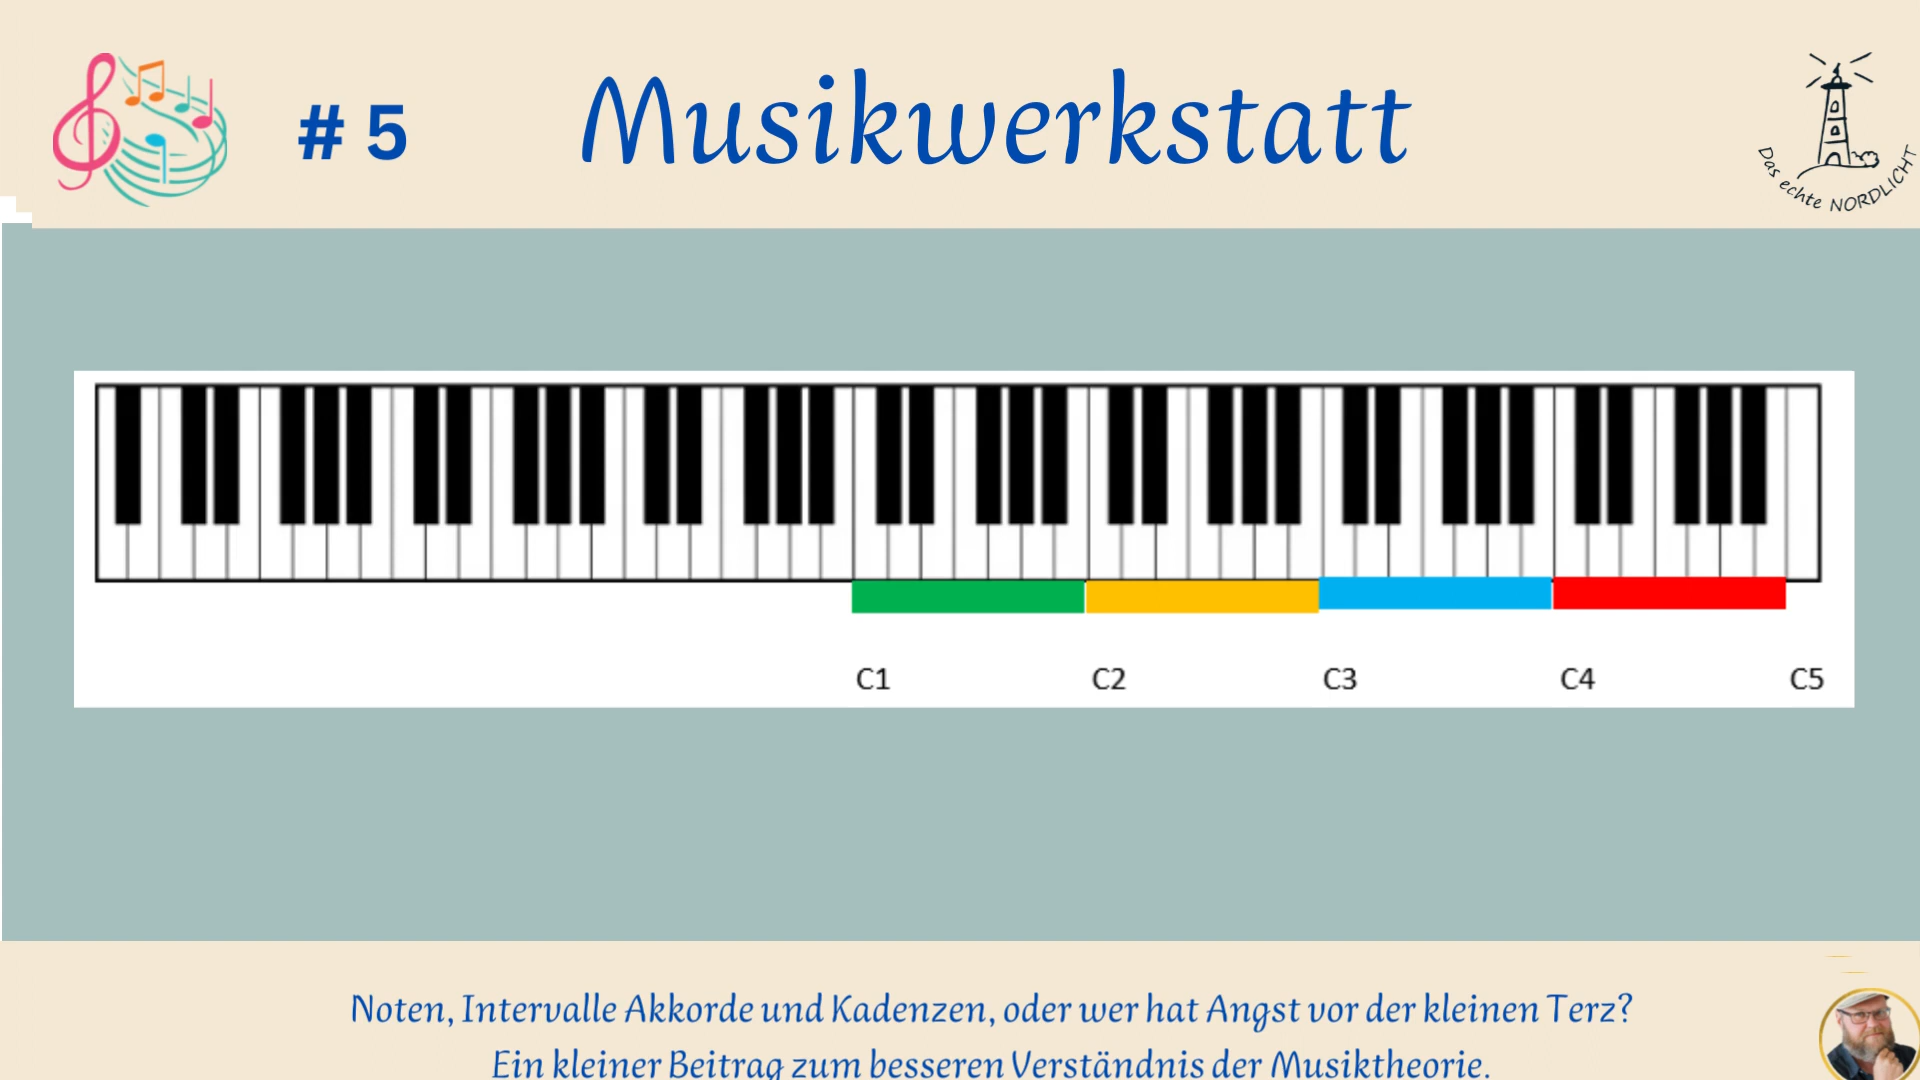 # 5
Musikwerkstatt
Das echte NORDLICHT
C1 C2 C3 C4 C5
Noten, Intervalle Akkorde und Kadenzen, oder wer hat Angst vor der kleinen Terz?
Ein kleiner Beitrag zum besseren Verständnis der Musiktheorie.